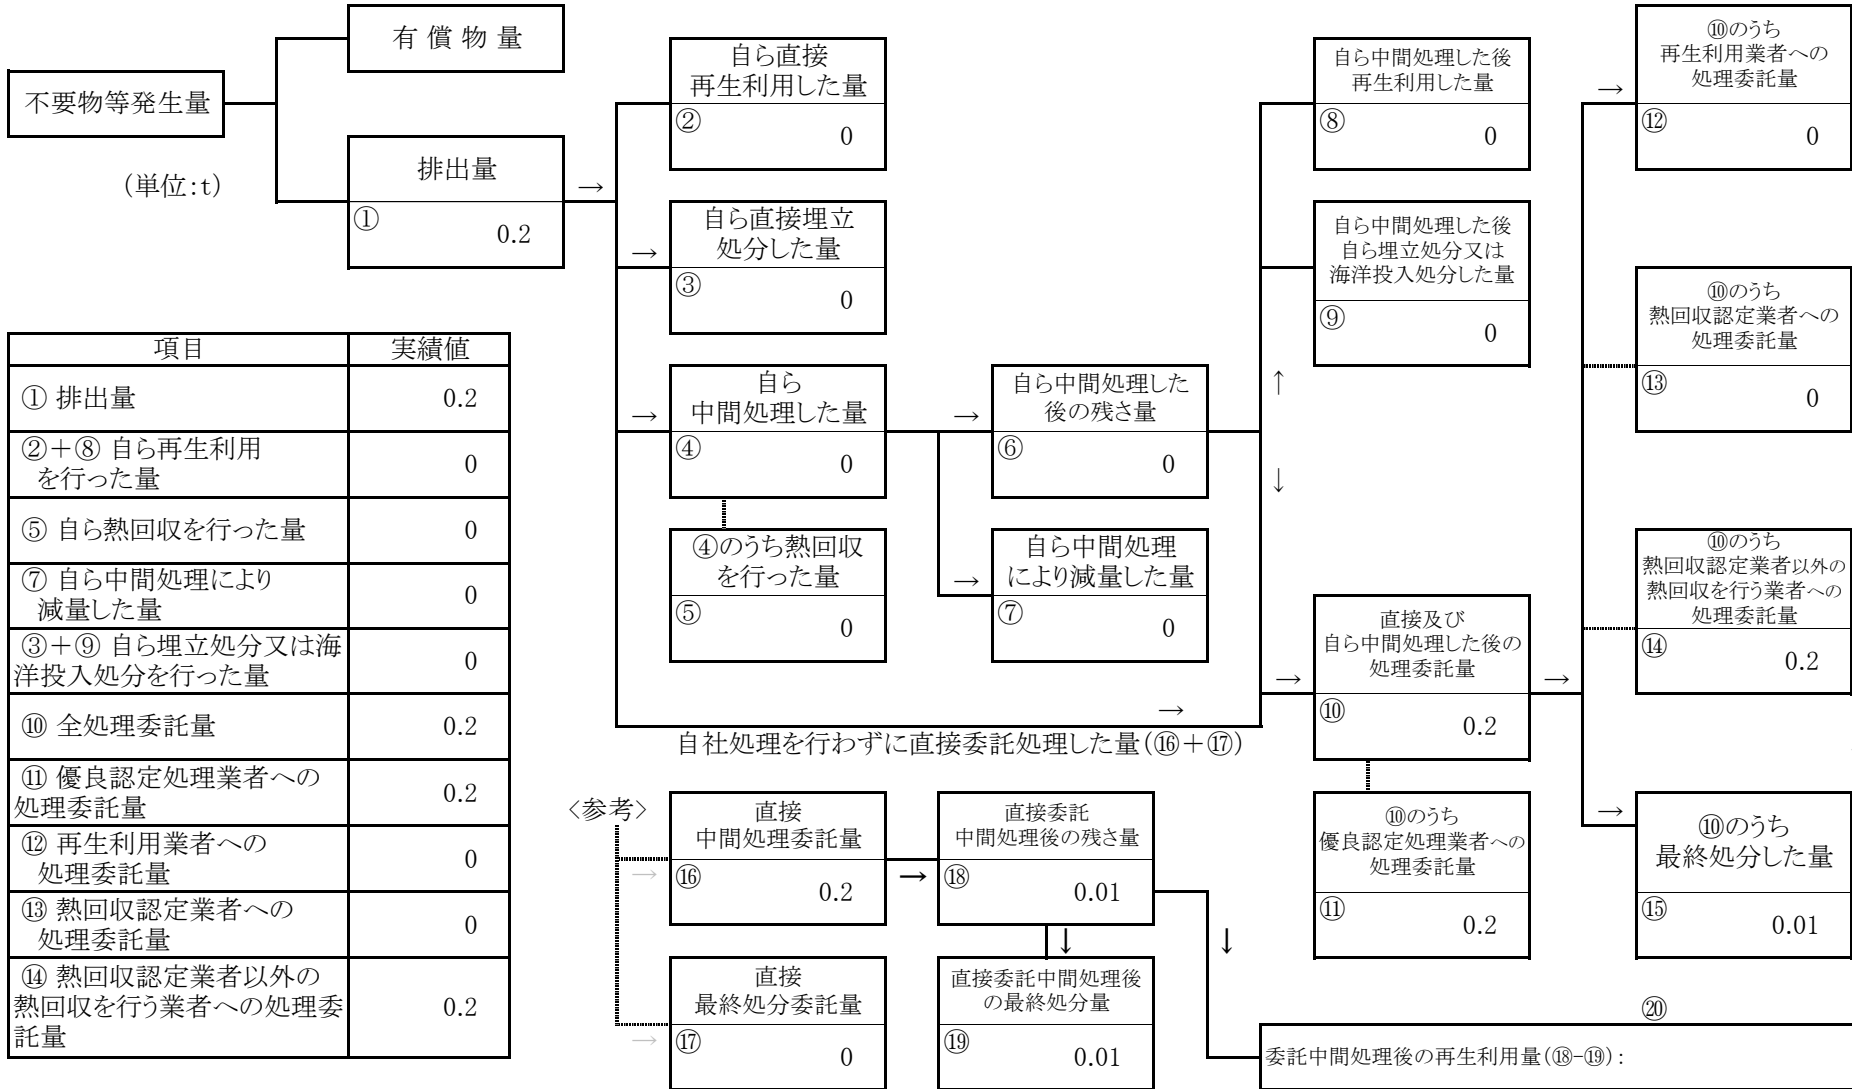 有 償 物 量
不要物等発生量
(単位:t)
排出量
→
①
0.2
自ら直接
再生利用した量
②
0
→
自ら直接埋立
処分した量
③
0
→
自ら
中間処理した量
④
0
④のうち熱回収
を行った量
⑤
0
→
自ら中間処理した
後の残さ量
⑥
0
→
自ら中間処理
により減量した量
⑦
0
自ら中間処理した後
再生利用した量
⑧
0
自ら中間処理した後
自ら埋立処分又は
海洋投入処分した量
⑨
0
↑
↓
→
直接及び
自ら中間処理した後の
処理委託量
⑩
0.2
→
⑩のうち
優良認定処理業者への
処理委託量
⑪
0.2
→
⑩のうち
再生利用業者への
処理委託量
⑫
0
⑩のうち
熱回収認定業者への
処理委託量
⑬
0
⑩のうち
熱回収認定業者以外の
熱回収を行う業者への
処理委託量
⑭
0.2
→
⑩のうち
最終処分した量
⑮
0.01
→
自社処理を行わずに直接委託処理した量(⑯+⑰)
<参考>
→
直接
中間処理委託量
⑯
0.2
→
直接委託
中間処理後の残さ量
⑱
0.01
↓
↓
→
直接
最終処分委託量
⑰
0
直接委託中間処理後
の最終処分量
⑲
0.01
⑳
委託中間処理後の再生利用量(⑱-⑲):
項目 実績値
① 排出量 0.2
②+⑧ 自ら再生利用
を行った量 0
⑤ 自ら熱回収を行った量 0
⑦ 自ら中間処理により
減量した量 0
③+⑨ 自ら埋立処分又は海
洋投入処分を行った量 0
⑩ 全処理委託量 0.2
⑪ 優良認定処理業者への
処理委託量 0.2
⑫ 再生利用業者への
処理委託量 0
⑬ 熱回収認定業者への
処理委託量 0
⑭ 熱回収認定業者以外の
熱回収を行う業者への処理委
託量 0.2